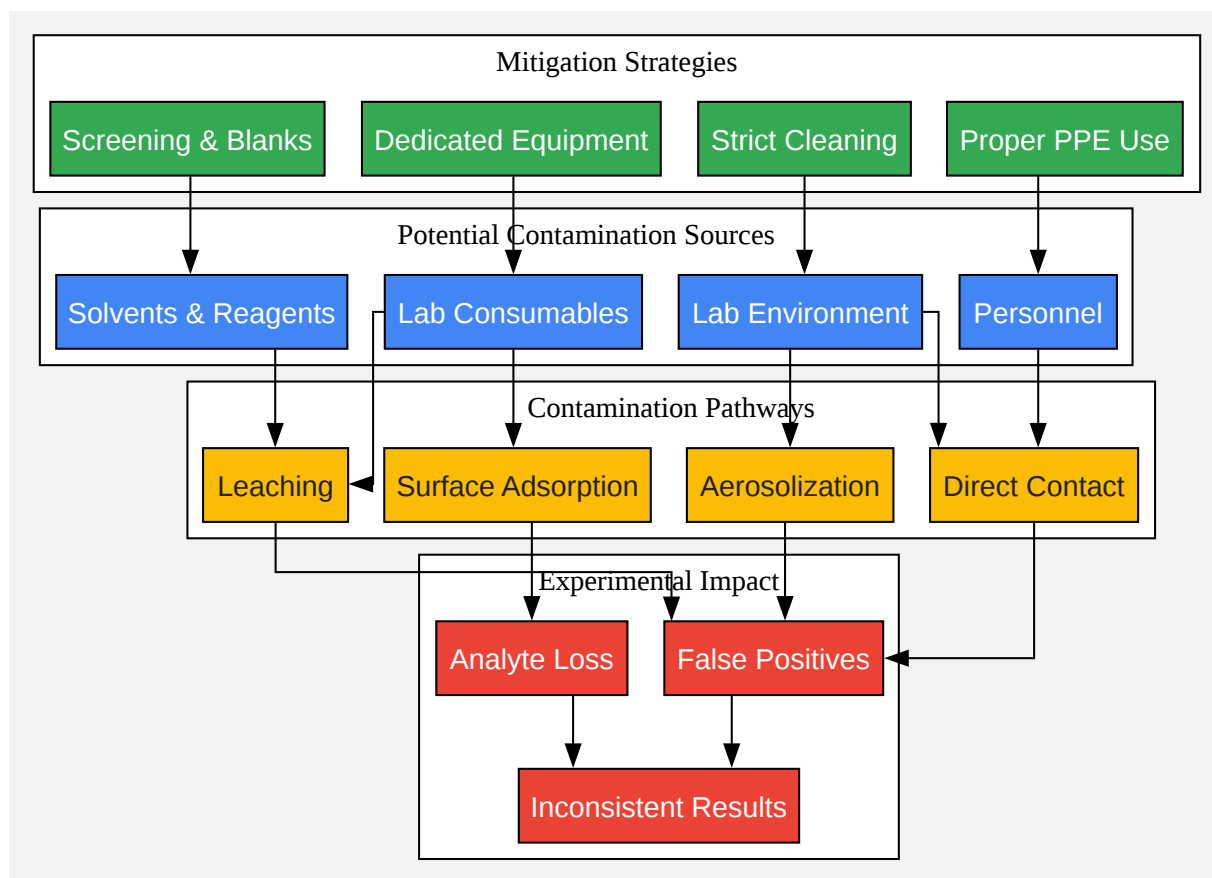 Mitigation Strategies
Screening & Blanks
Dedicated Equipment
Strict Cleaning
Proper PPE Use
Potential Contamination Sources
Solvents & Reagents
Lab Consumables
Lab Environment
Personnel
Contamination Pathways
Leaching
Surface Adsorption
Aerosolization
Direct Contact
Experimental Impact
Analyte Loss
False Positives
Inconsistent Results